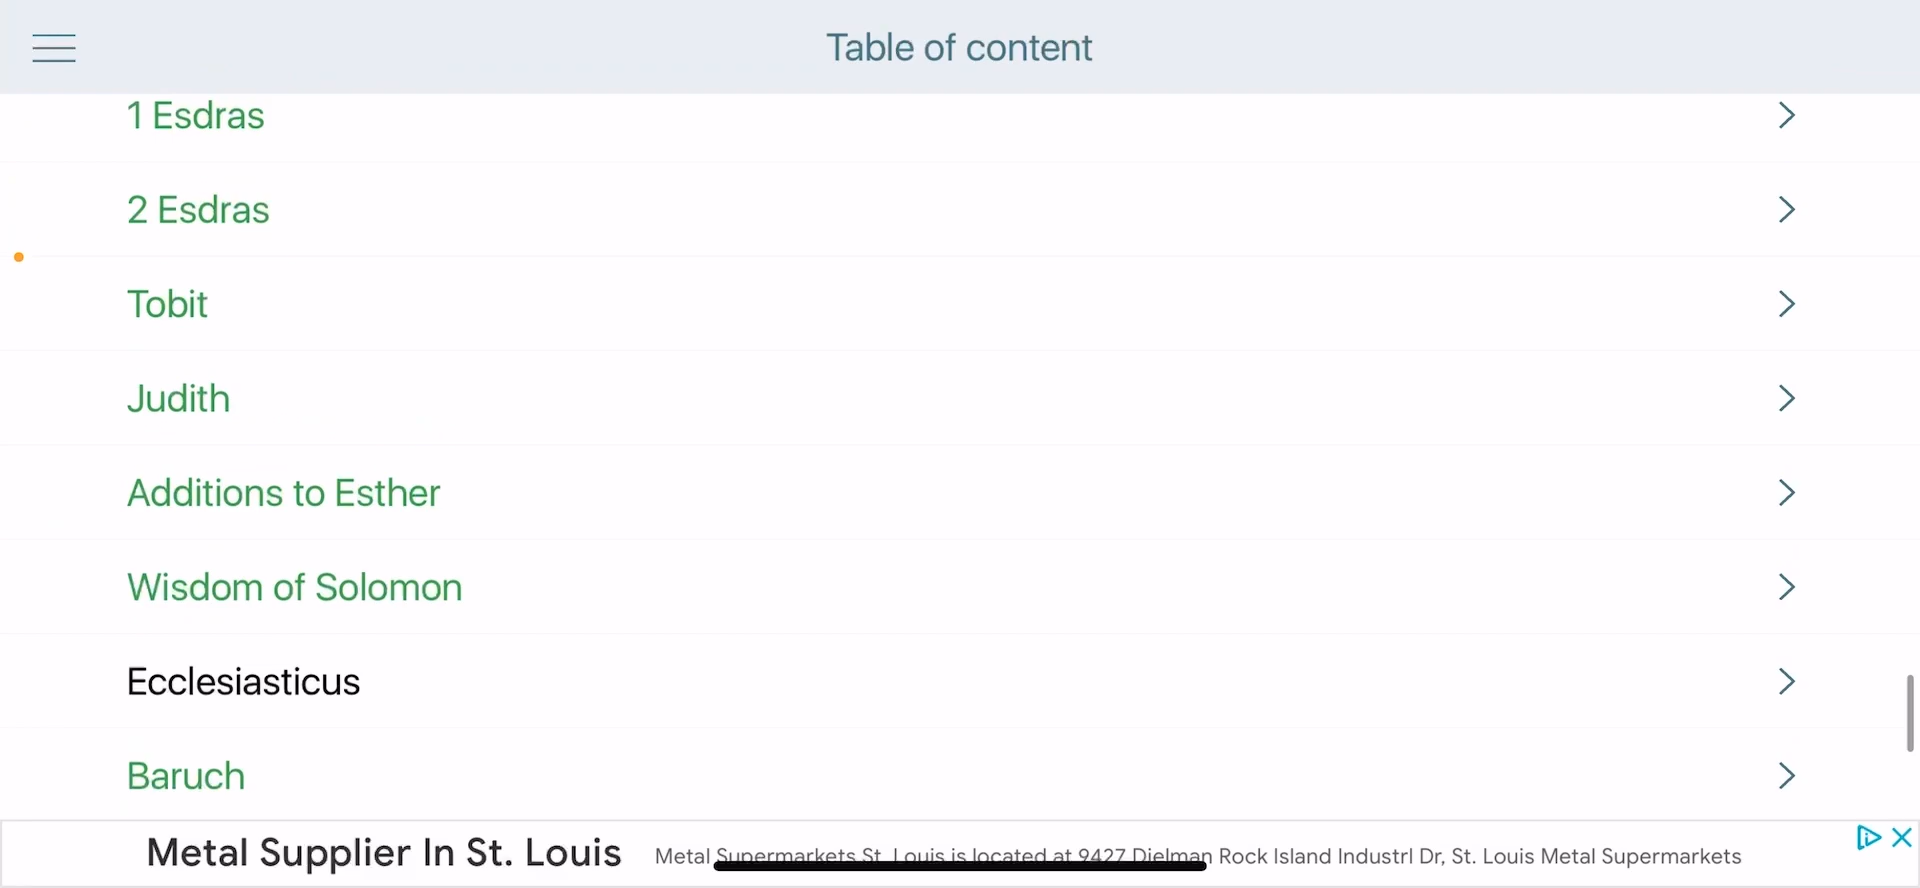 Table of content
1 Esdras
2 Esdras
Tobit
Judith
Additions to Esther
Wisdom of Solomon
Ecclesiasticus
Baruch
Metal Supplier In St. Louis
Metal Supermarkets St. Louis is located at 9427 Dielman Rock Island Industrl Dr, St. Louis Metal Supermarkets